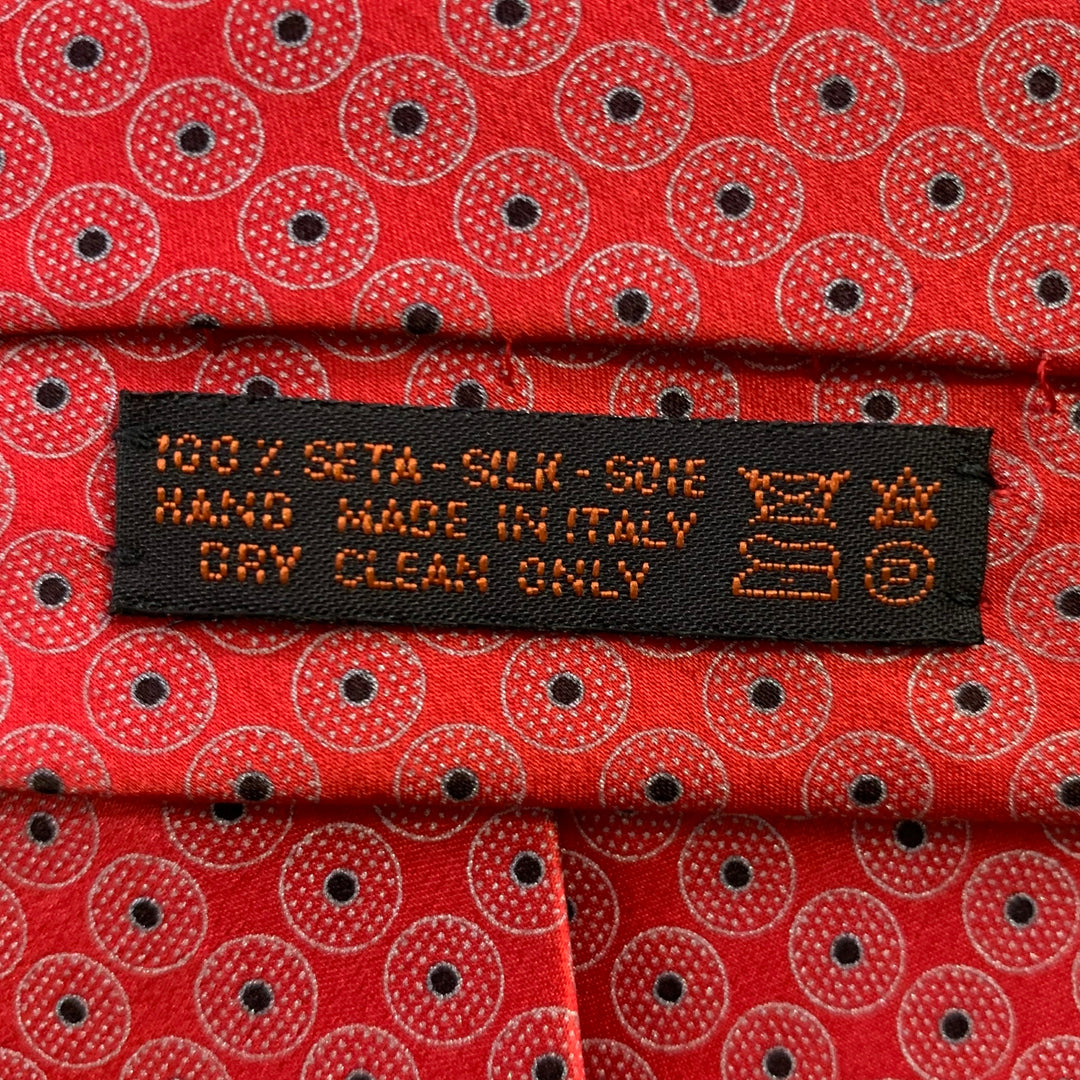 100% SETA - SILK - SOIE
HAND MADE IN ITALY
DRY CLEAN ONLY
P